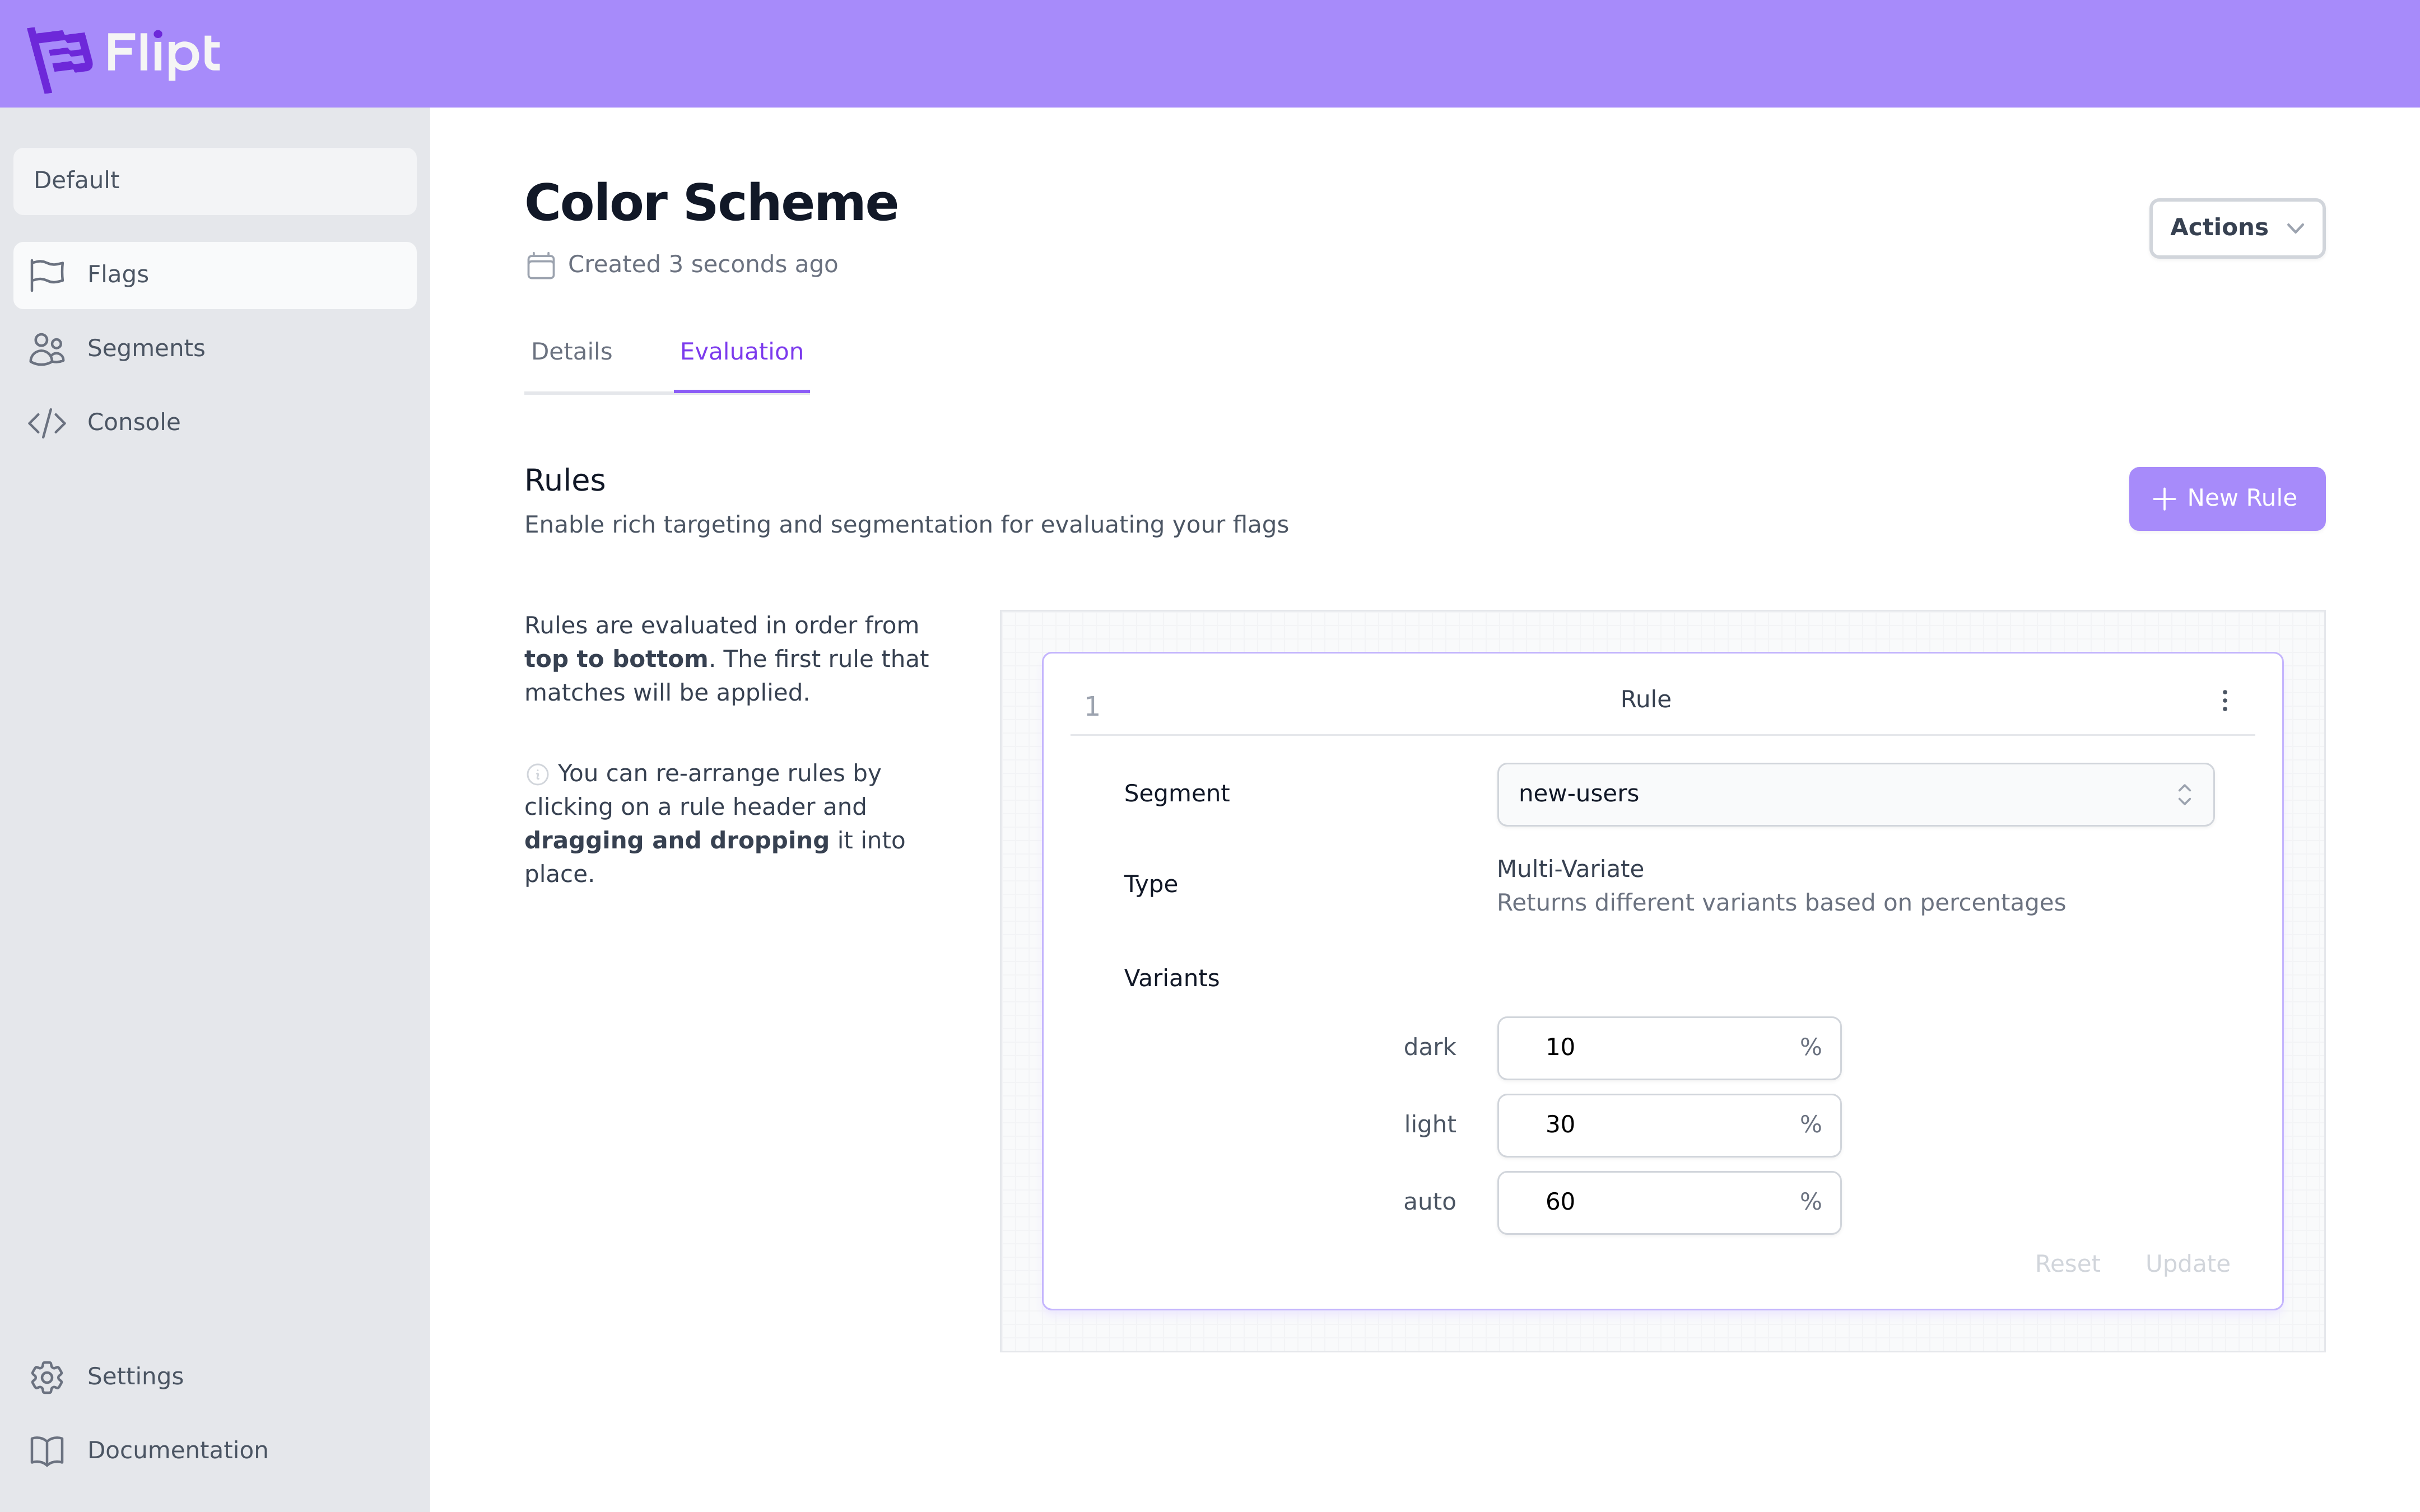 Flipt
Default
Flags
Segments
Console
Settings
Documentation
Color Scheme
Created 3 seconds ago
Actions
Details
Evaluation
Rules
Enable rich targeting and segmentation for evaluating your flags
New Rule
Rules are evaluated in order from
top to bottom. The first rule that
matches will be applied.
You can re-arrange rules by
clicking on a rule header and
dragging and dropping it into
place.
1
Rule
Segment
new-users
Type
Multi-Variate
Returns different variants based on percentages
Variants
dark 10 %
light 30 %
auto 60 %
Reset Update